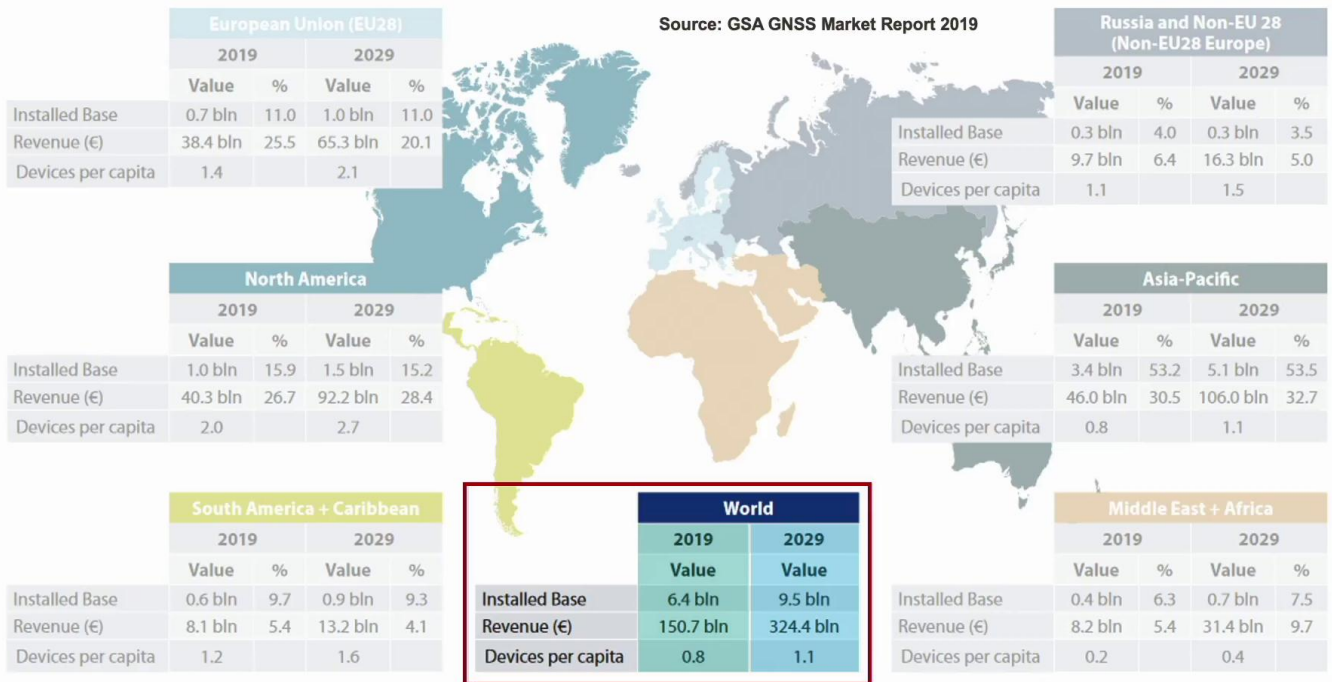 Source: GSA GNSS Market Report 2019
European Union (EU28)
2019 2029
Value % Value %
Installed Base 0.7 bln 11.0 1.0 bln 11.0
Revenue (€) 38.4 bln 25.5 65.3 bln 20.1
Devices per capita 1.4 2.1
Russia and Non-EU 28
(Non-EU28 Europe)
2019 2029
Value % Value %
Installed Base 0.3 bln 4.0 0.3 bln 3.5
Revenue (€) 9.7 bln 6.4 16.3 bln 5.0
Devices per capita 1.1 1.5
North America
2019 2029
Value % Value %
Installed Base 1.0 bln 15.9 1.5 bln 15.2
Revenue (€) 40.3 bln 26.7 92.2 bln 28.4
Devices per capita 2.0 2.7
Asia-Pacific
2019 2029
Value % Value %
Installed Base 3.4 bln 53.2 5.1 bln 53.5
Revenue (€) 46.0 bln 30.5 106.0 bln 32.7
Devices per capita 0.8 1.1
South America + Caribbean
2019 2029
Value % Value %
Installed Base 0.6 bln 9.7 0.9 bln 9.3
Revenue (€) 8.1 bln 5.4 13.2 bln 4.1
Devices per capita 1.2 1.6
World
2019 2029
Value Value
Installed Base 6.4 bln 9.5 bln
Revenue (€) 150.7 bln 324.4 bln
Devices per capita 0.8 1.1
Middle East + Africa
2019 2029
Value % Value %
Installed Base 0.4 bln 6.3 0.7 bln 7.5
Revenue (€) 8.2 bln 5.4 31.4 bln 9.7
Devices per capita 0.2 0.4